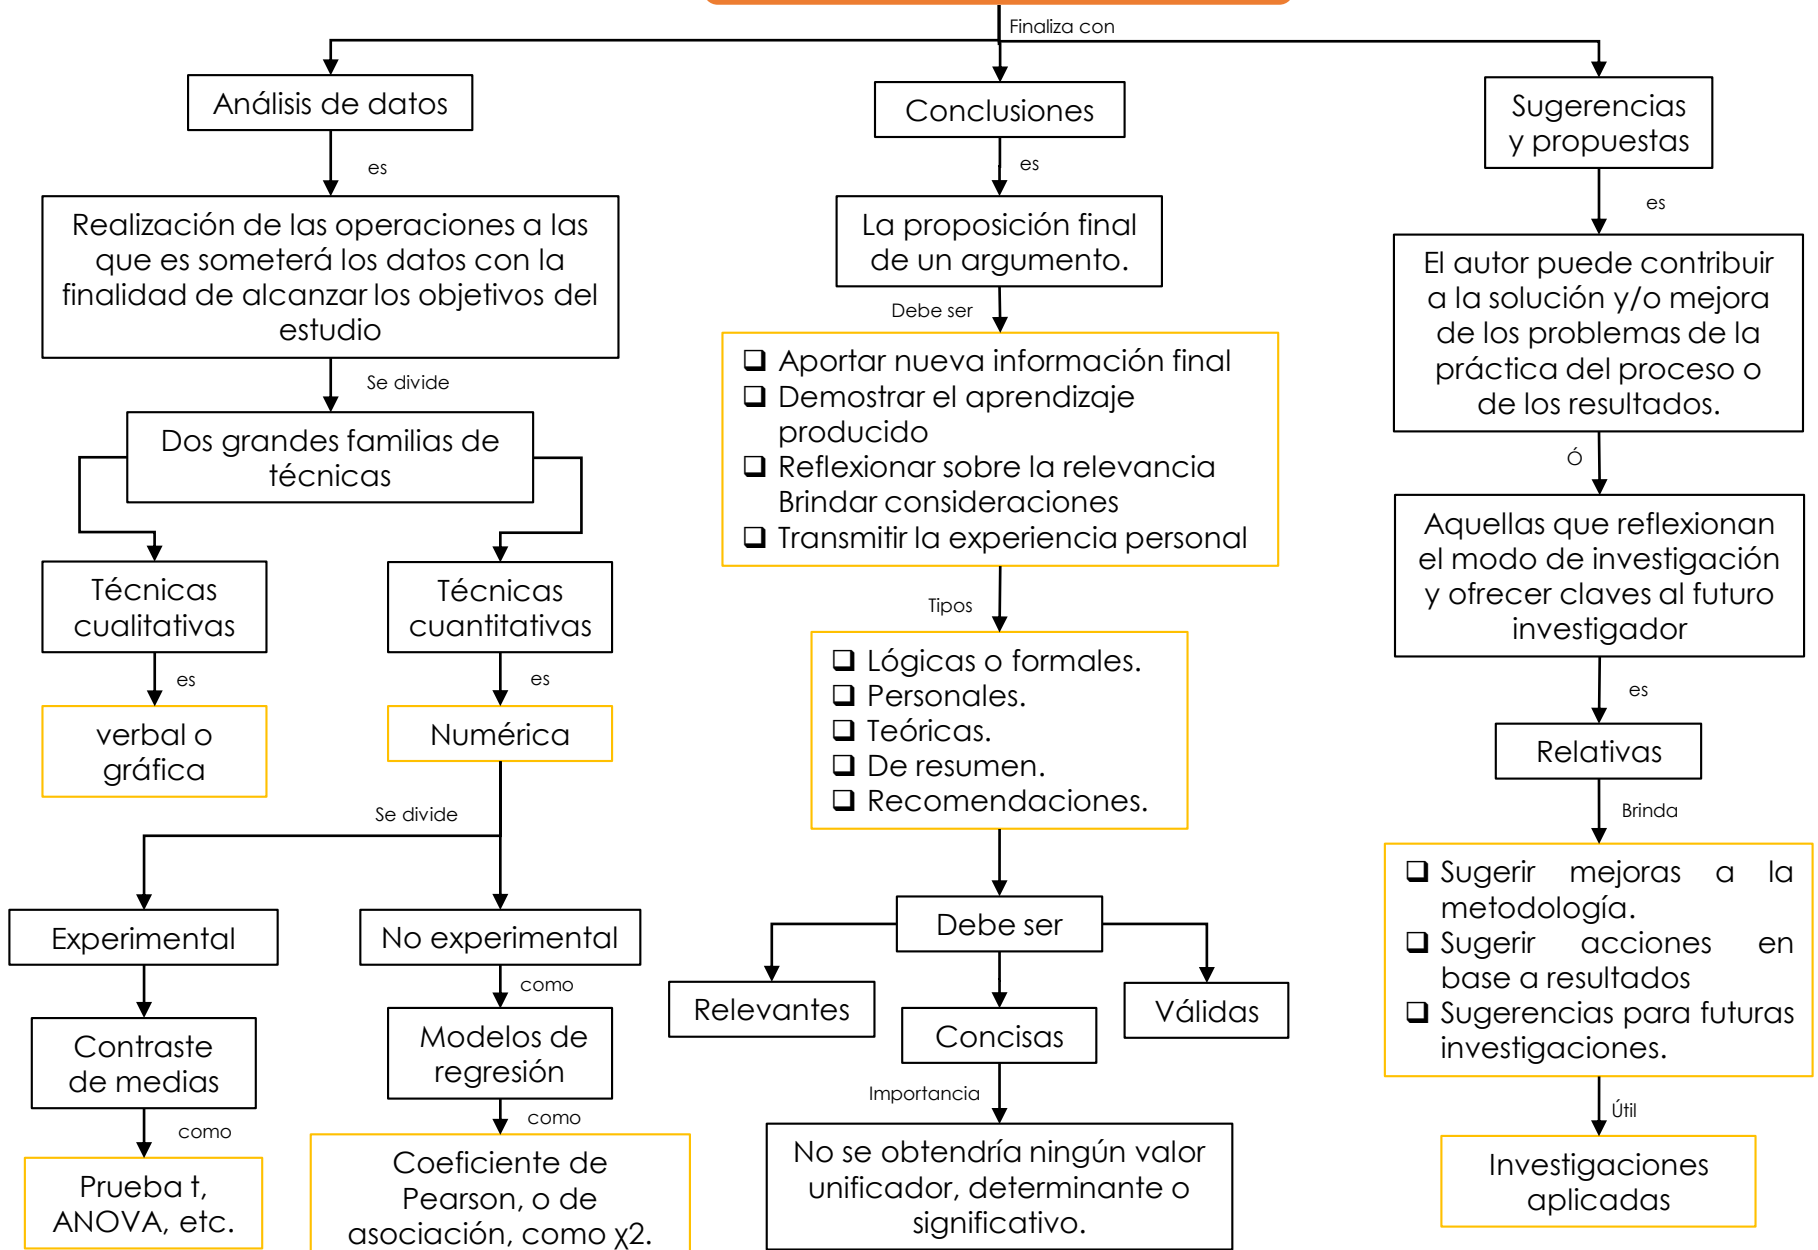 Finaliza con
Análisis de datos
es
Realización de las operaciones a las
que es someterá los datos con la
finalidad de alcanzar los objetivos del
estudio
Se divide
Dos grandes familias de
técnicas
Técnicas
cualitativas
es
verbal o
gráfica
Técnicas
cuantitativas
es
Numérica
Se divide
Experimental
Contraste
de medias
como
Prueba t,
ANOVA, etc.
No experimental
como
Modelos de
regresión
como
Coeficiente de
Pearson, o de
asociación, como χ2.
Conclusiones
es
La proposición final
de un argumento.
Debe ser
❑ Aportar nueva información final
❑ Demostrar el aprendizaje
producido
❑ Reflexionar sobre la relevancia
Brindar consideraciones
❑ Transmitir la experiencia personal
Tipos
❑ Lógicas o formales.
❑ Personales.
❑ Teóricas.
❑ De resumen.
❑ Recomendaciones.
Debe ser
Relevantes
Concisas
Válidas
Importancia
No se obtendría ningún valor
unificador, determinante o
significativo.
Sugerencias
y propuestas
es
El autor puede contribuir
a la solución y/o mejora
de los problemas de la
práctica del proceso o
de los resultados.
Ó
Aquellas que reflexionan
el modo de investigación
y ofrecer claves al futuro
investigador
es
Relativas
Brinda
❑ Sugerir mejoras a la
metodología.
❑ Sugerir acciones en
base a resultados
❑ Sugerencias para futuras
investigaciones.
Útil
Investigaciones
aplicadas